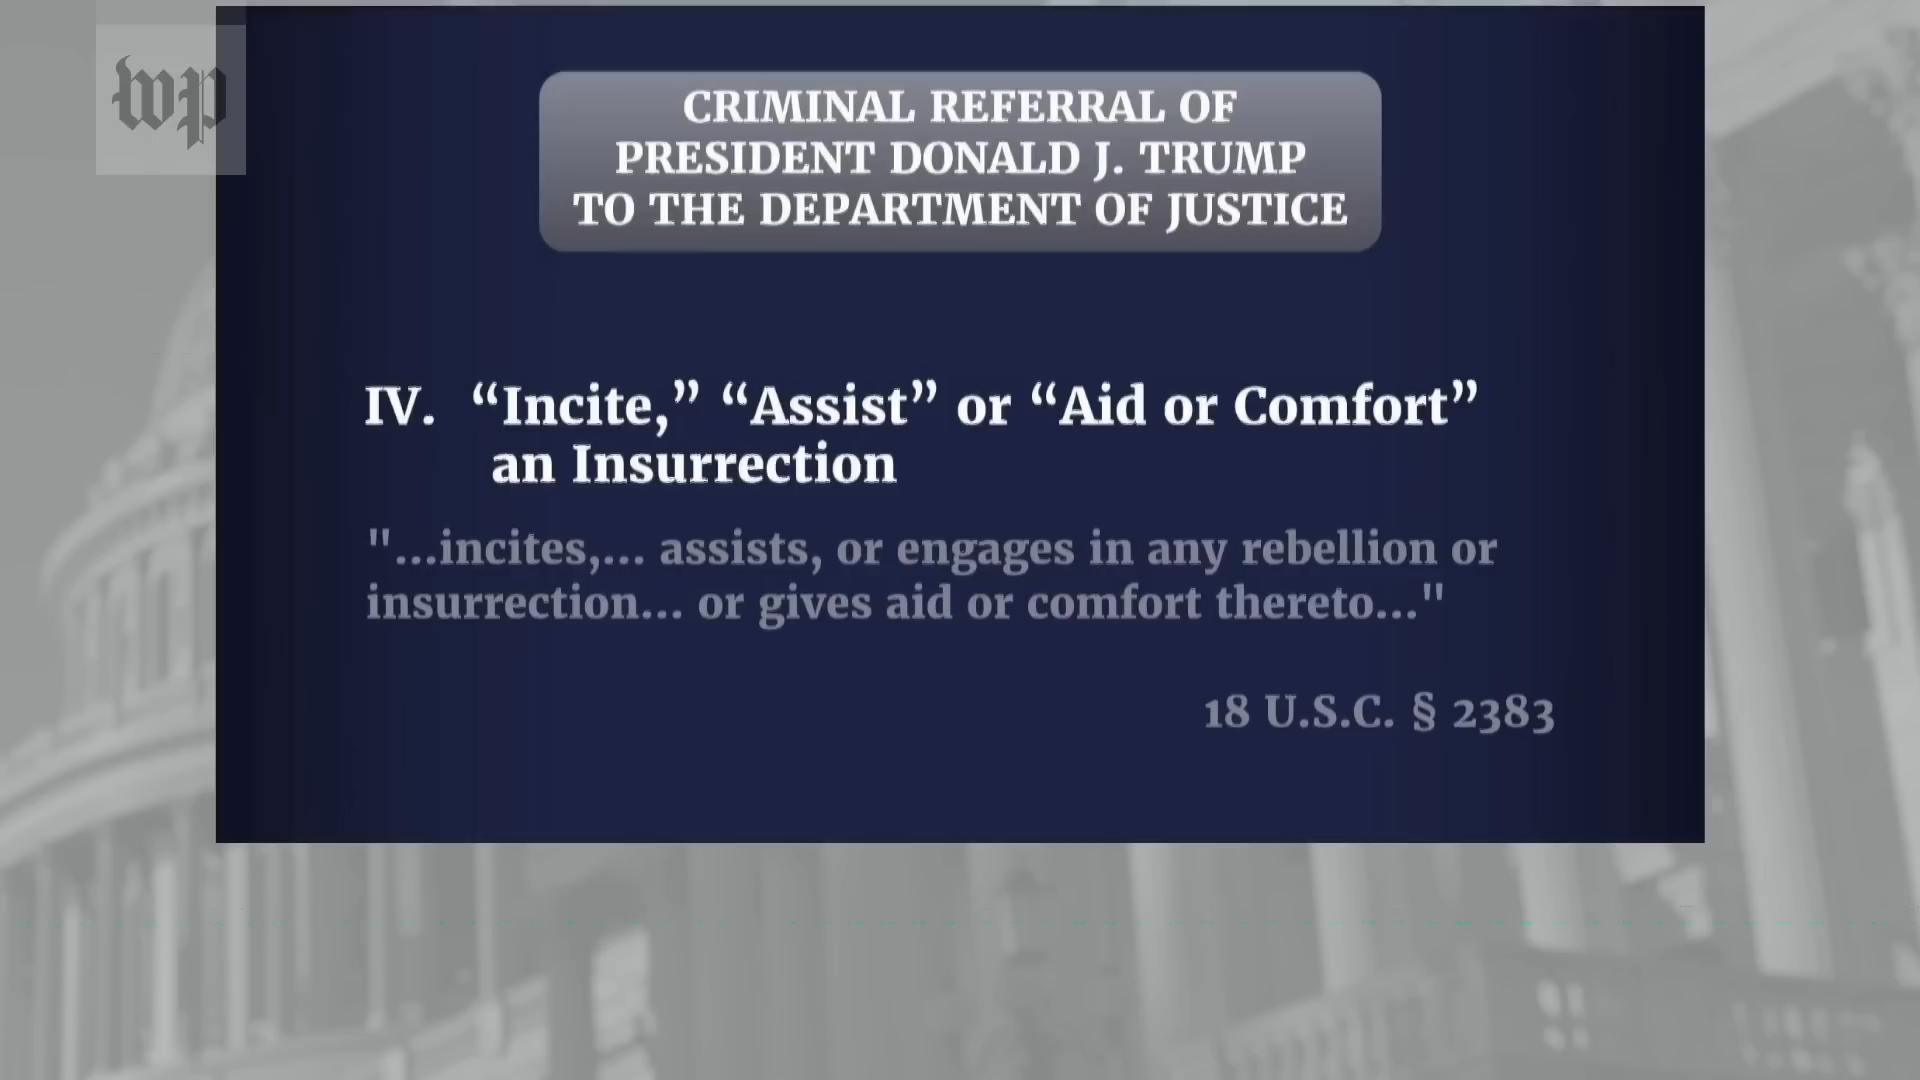 wp
CRIMINAL REFERRAL OF
PRESIDENT DONALD J. TRUMP
TO THE DEPARTMENT OF JUSTICE
IV. “Incite,” “Assist” or “Aid or Comfort”
an Insurrection
"...incites,... assists, or engages in any rebellion or
insurrection... or gives aid or comfort thereto..."
18 U.S.C. § 2383